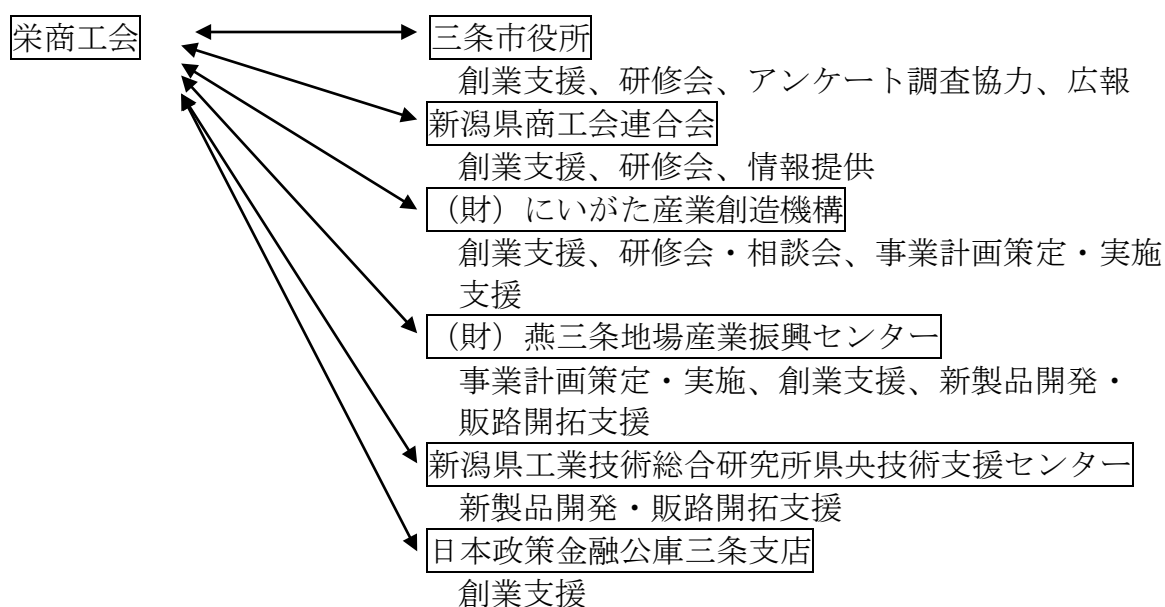 栄商工会
三条市役所
創業支援、研修会、アンケート調査協力、広報
新潟県商工会連合会
創業支援、研修会、情報提供
（財）にいがた産業創造機構
創業支援、研修会・相談会、事業計画策定・実施
支援
（財）燕三条地場産業振興センター
事業計画策定・実施、創業支援、新製品開発・
販路開拓支援
新潟県工業技術総合研究所県央技術支援センター
新製品開発・販路開拓支援
日本政策金融公庫三条支店
創業支援